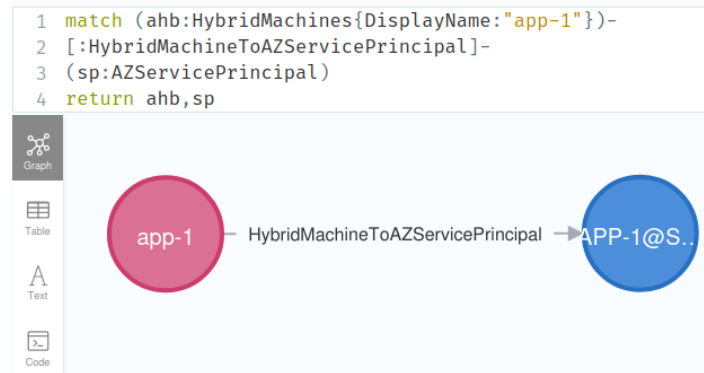 1 match (ahb:HybridMachines{DisplayName:"app-1"})-
2 [:HybridMachineToAZServicePrincipal]-
3 (sp:AZServicePrincipal)
4 return ahb,sp
Graph
Table
A
Text
Code
app-1
HybridMachineToAZServicePrincipal
APP-1@S...